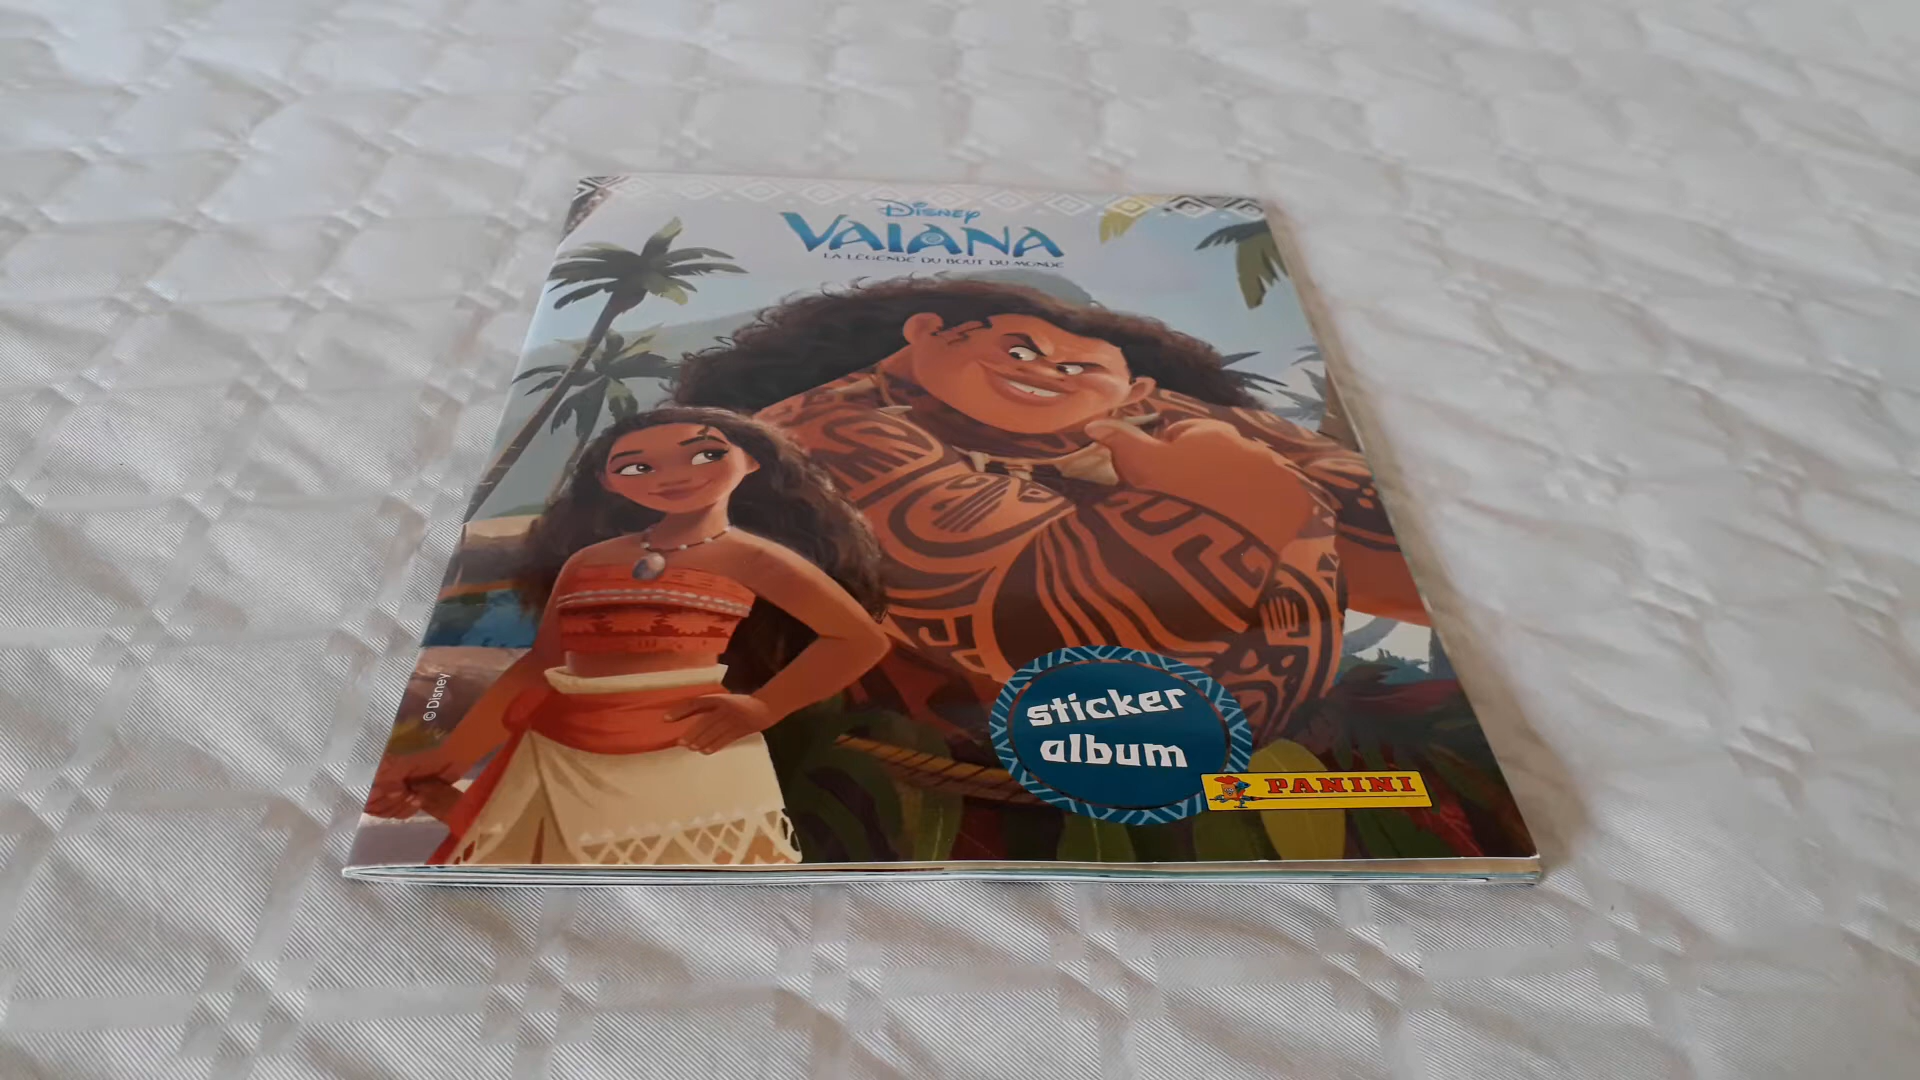 Disney
VAIANA
LA LÉGENDE DU BOUT DU MONDE
© Disney
sticker
album
PANINI